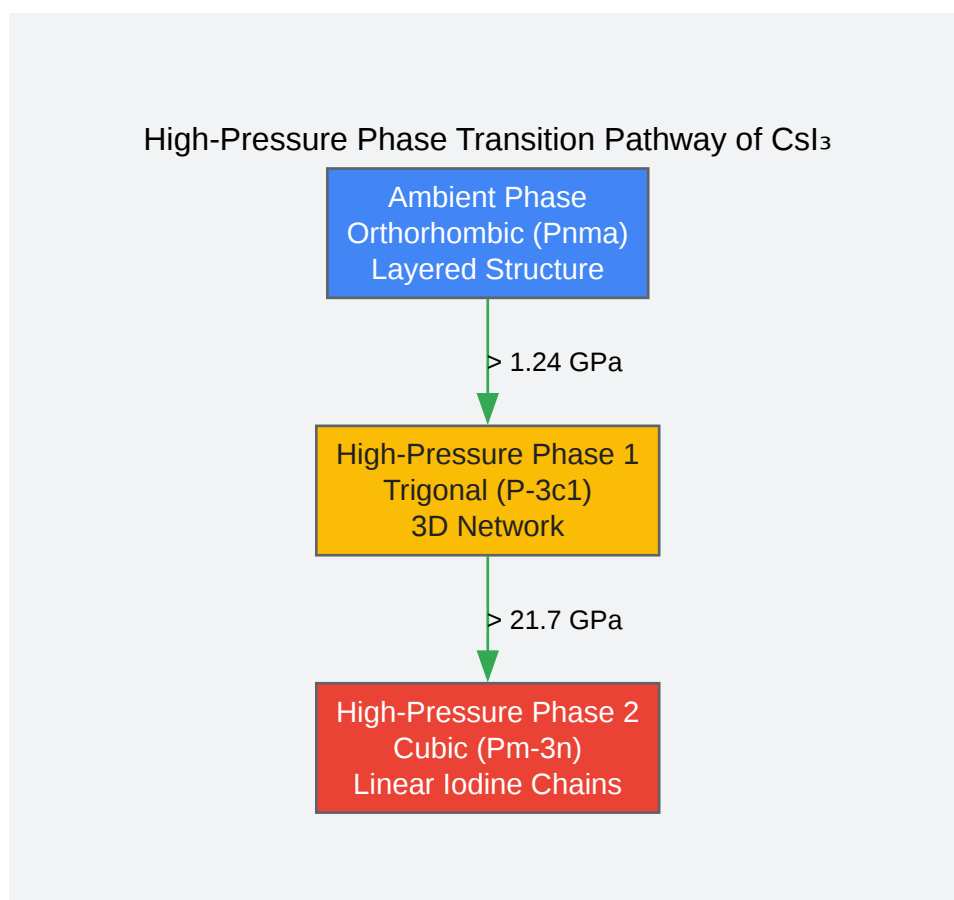 High-Pressure Phase Transition Pathway of CsI₃
Ambient Phase
Orthorhombic (Pnma)
Layered Structure
> 1.24 GPa
High-Pressure Phase 1
Trigonal (P-3c1)
3D Network
> 21.7 GPa
High-Pressure Phase 2
Cubic (Pm-3n)
Linear Iodine Chains